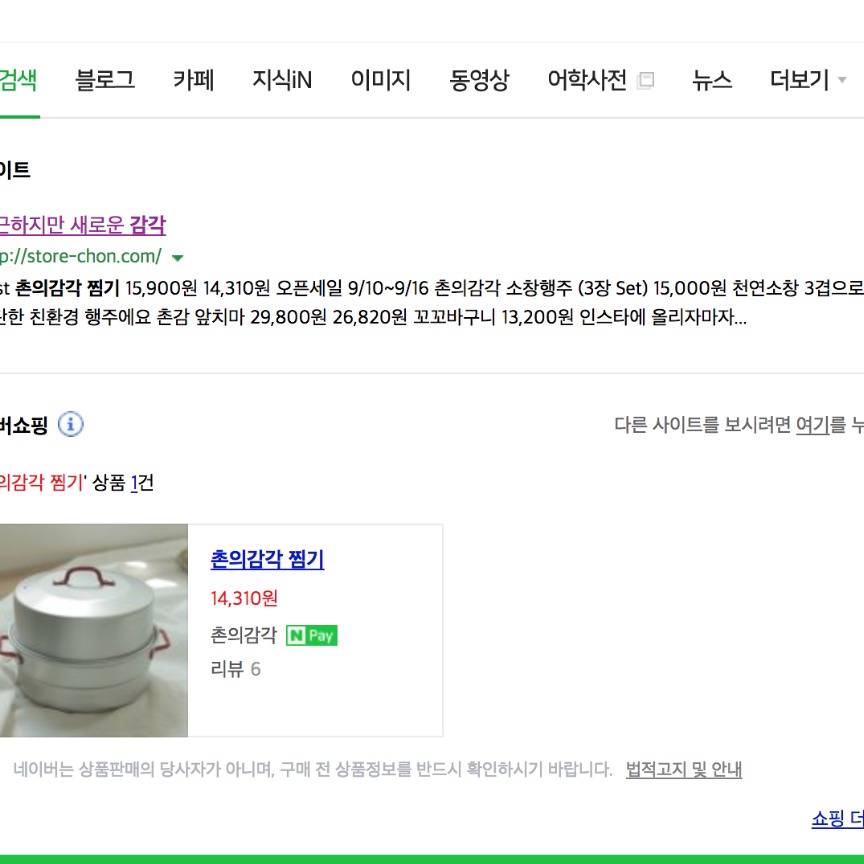 검색 블로그 카페 지식iN 이미지 동영상 어학사전 뉴스 더보기
이트
근하지만 새로운 감각
p://store-chon.com/
st 촌의감각 찜기 15,900원 14,310원 오픈세일 9/10~9/16 촌의감각 소창행주 (3장 Set) 15,000원 천연소창 3겹으로
한 친환경 행주에요 촌감 앞치마 29,800원 26,820원 꼬꼬바구니 13,200원 인스타에 올리자마자...
버쇼핑 다른 사이트를 보시려면 여기를 누
의감각 찜기' 상품 1건
촌의감각 찜기
14,310원
촌의감각 N Pay
리뷰 6
네이버는 상품판매의 당사자가 아니며, 구매 전 상품정보를 반드시 확인하시기 바랍니다. 법적고지 및 안내
쇼핑 더